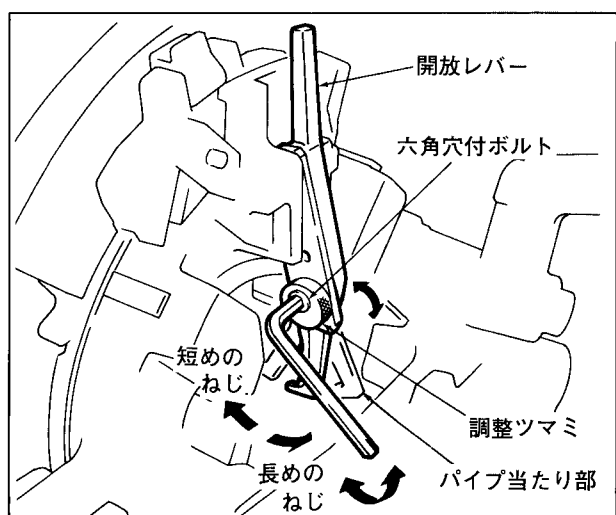 開放レバー
六角穴付ボルト
短めの
ねじ
調整ツマミ
長めの
ねじ
パイプ当たり部